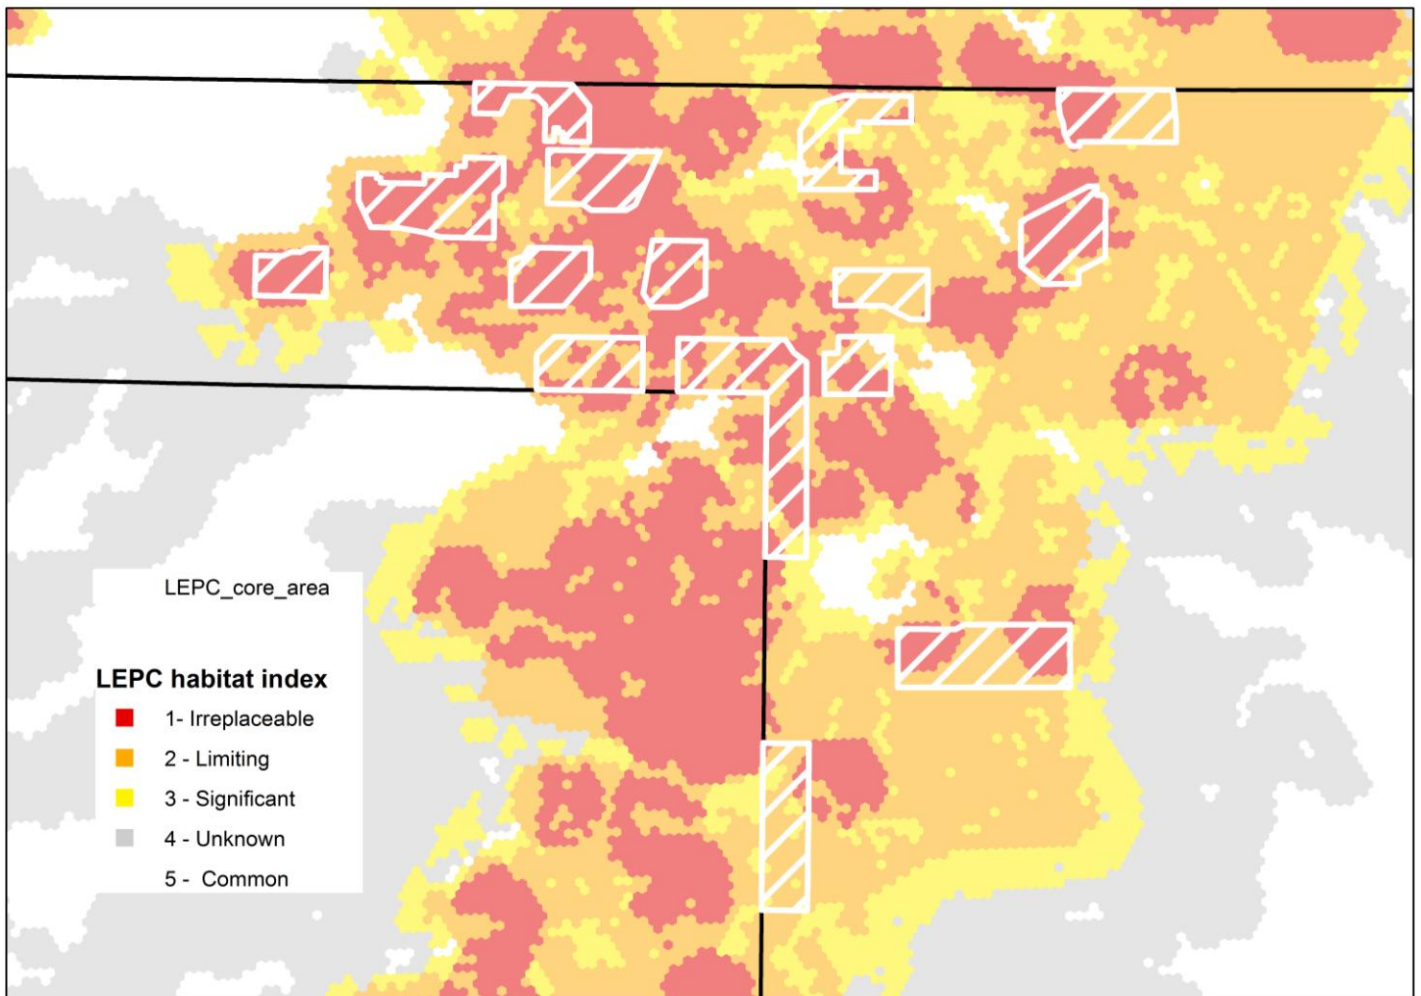 LEPC_core_area
LEPC habitat index
1- Irreplaceable
2 - Limiting
3 - Significant
4 - Unknown
5 - Common